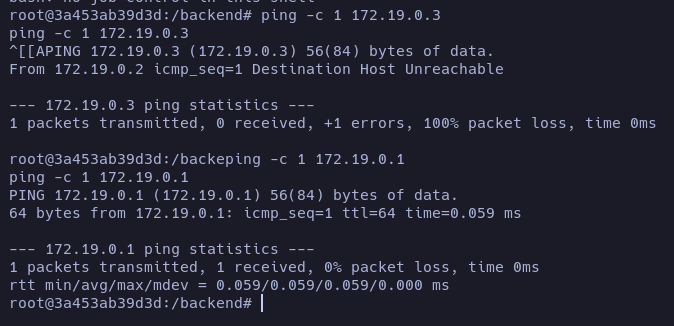 bash: no job control in this shell
root@3a453ab39d3d:/backend# ping -c 1 172.19.0.3
ping -c 1 172.19.0.3
^[[APING 172.19.0.3 (172.19.0.3) 56(84) bytes of data.
From 172.19.0.2 icmp_seq=1 Destination Host Unreachable
--- 172.19.0.3 ping statistics ---
1 packets transmitted, 0 received, +1 errors, 100% packet loss, time 0ms
root@3a453ab39d3d:/backeping -c 1 172.19.0.1
ping -c 1 172.19.0.1
PING 172.19.0.1 (172.19.0.1) 56(84) bytes of data.
64 bytes from 172.19.0.1: icmp_seq=1 ttl=64 time=0.059 ms
--- 172.19.0.1 ping statistics ---
1 packets transmitted, 1 received, 0% packet loss, time 0ms
rtt min/avg/max/mdev = 0.059/0.059/0.059/0.000 ms
root@3a453ab39d3d:/backend#